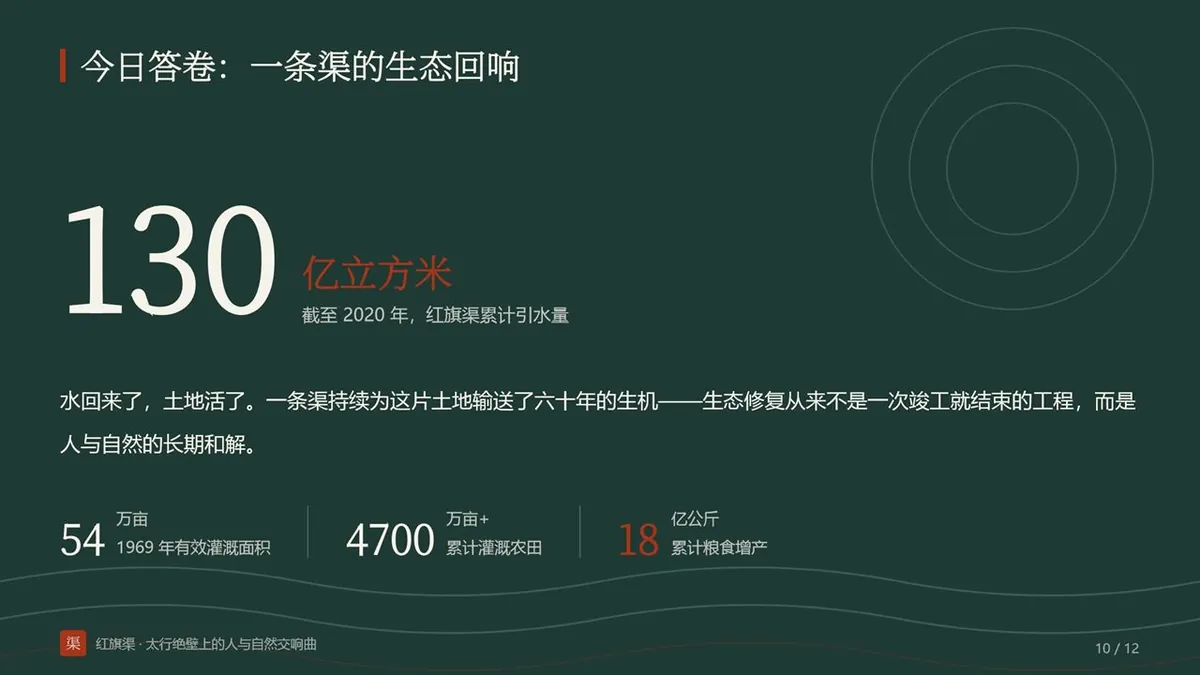 今日答卷：一条渠的生态回响
130
亿立方米
截至 2020 年，红旗渠累计引水量
水回来了，土地活了。一条渠持续为这片土地输送了六十年的生机——生态修复从来不是一次竣工就结束的工程，而是
人与自然的长期和解。
54 万亩
1969 年有效灌溉面积
4700 万亩+
累计灌溉农田
18 亿公斤
累计粮食增产
渠 红旗渠 · 太行绝壁上的人与自然交响曲
10 / 12